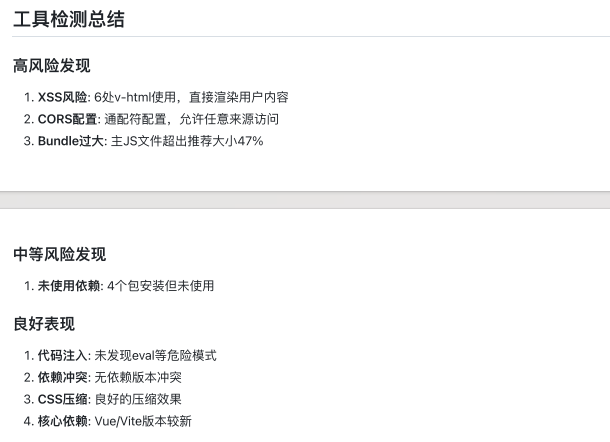 工具检测总结
高风险发现
1. XSS风险: 6处v-html使用，直接渲染用户内容
2. CORS配置: 通配符配置，允许任意来源访问
3. Bundle过大: 主JS文件超出推荐大小47%
中等风险发现
1. 未使用依赖: 4个包安装但未使用
良好表现
1. 代码注入: 未发现eval等危险模式
2. 依赖冲突: 无依赖版本冲突
3. CSS压缩: 良好的压缩效果
4. 核心依赖: Vue/Vite版本较新